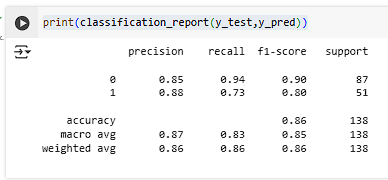 print(classification_report(y_test,y_pred))
precision recall f1-score support
0 0.85 0.94 0.90 87
1 0.88 0.73 0.80 51
accuracy 0.86 138
macro avg 0.87 0.83 0.85 138
weighted avg 0.86 0.86 0.86 138